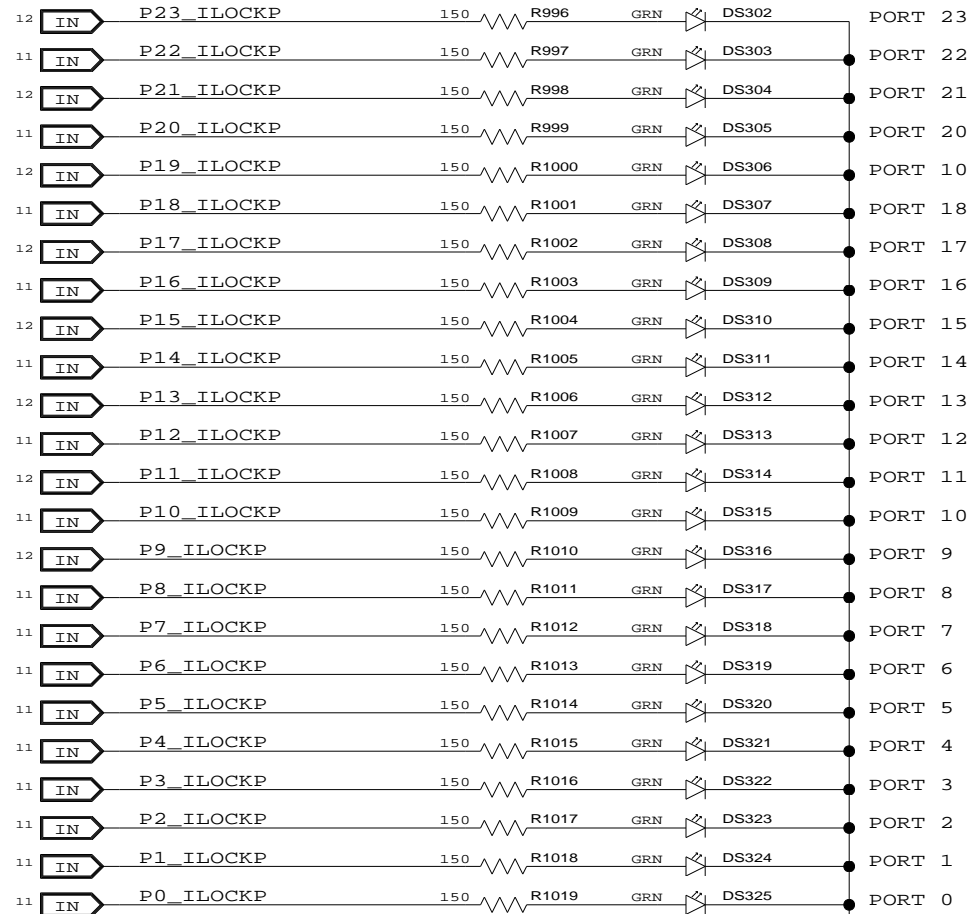 12 IN P23_ILOCKP 150 R996 GRN DS302 PORT 23
11 IN P22_ILOCKP 150 R997 GRN DS303 PORT 22
12 IN P21_ILOCKP 150 R998 GRN DS304 PORT 21
11 IN P20_ILOCKP 150 R999 GRN DS305 PORT 20
12 IN P19_ILOCKP 150 R1000 GRN DS306 PORT 10
11 IN P18_ILOCKP 150 R1001 GRN DS307 PORT 18
12 IN P17_ILOCKP 150 R1002 GRN DS308 PORT 17
11 IN P16_ILOCKP 150 R1003 GRN DS309 PORT 16
12 IN P15_ILOCKP 150 R1004 GRN DS310 PORT 15
11 IN P14_ILOCKP 150 R1005 GRN DS311 PORT 14
12 IN P13_ILOCKP 150 R1006 GRN DS312 PORT 13
11 IN P12_ILOCKP 150 R1007 GRN DS313 PORT 12
12 IN P11_ILOCKP 150 R1008 GRN DS314 PORT 11
11 IN P10_ILOCKP 150 R1009 GRN DS315 PORT 10
12 IN P9_ILOCKP 150 R1010 GRN DS316 PORT 9
11 IN P8_ILOCKP 150 R1011 GRN DS317 PORT 8
11 IN P7_ILOCKP 150 R1012 GRN DS318 PORT 7
11 IN P6_ILOCKP 150 R1013 GRN DS319 PORT 6
11 IN P5_ILOCKP 150 R1014 GRN DS320 PORT 5
11 IN P4_ILOCKP 150 R1015 GRN DS321 PORT 4
11 IN P3_ILOCKP 150 R1016 GRN DS322 PORT 3
11 IN P2_ILOCKP 150 R1017 GRN DS323 PORT 2
11 IN P1_ILOCKP 150 R1018 GRN DS324 PORT 1
11 IN P0_ILOCKP 150 R1019 GRN DS325 PORT 0